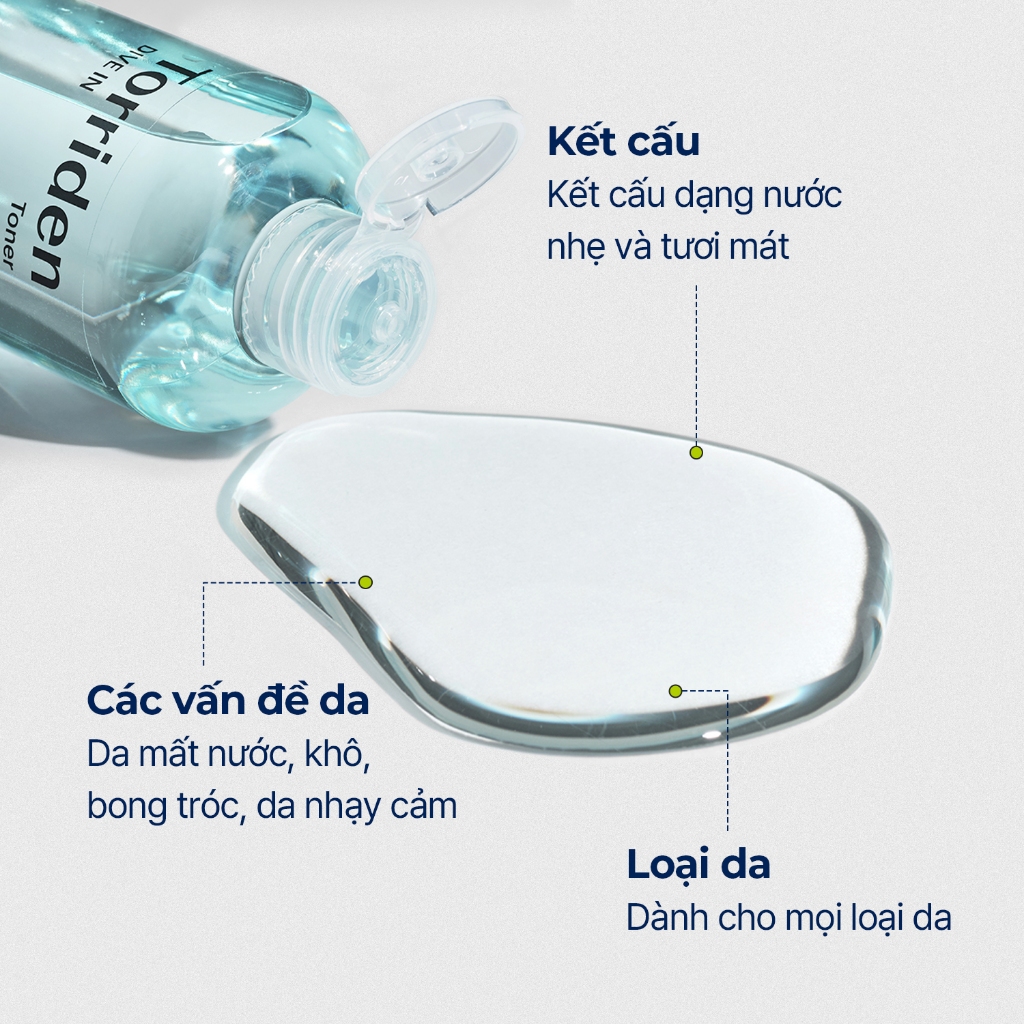 Torriden
DIVE IN
Toner
Kết cấu
Kết cấu dạng nước
nhẹ và tươi mát
Các vấn đề da
Da mất nước, khô,
bong tróc, da nhạy cảm
Loại da
Dành cho mọi loại da